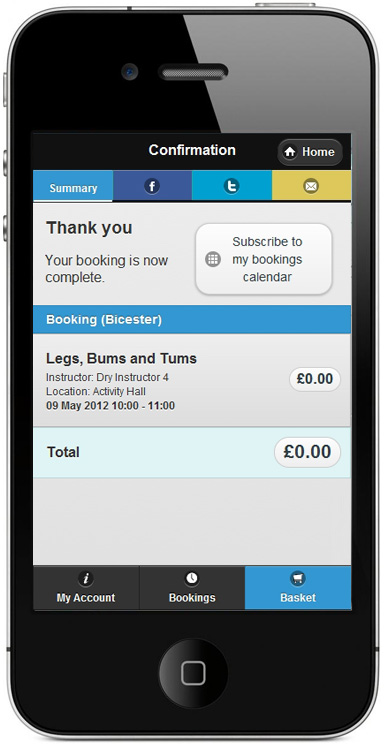 Confirmation
Home
Summary
Thank you
Your booking is now
complete.
Subscribe to
my bookings
calendar
Booking (Bicester)
Legs, Bums and Tums
Instructor: Dry Instructor 4
Location: Activity Hall
09 May 2012 10:00 - 11:00
£0.00
Total
£0.00
My Account
Bookings
Basket